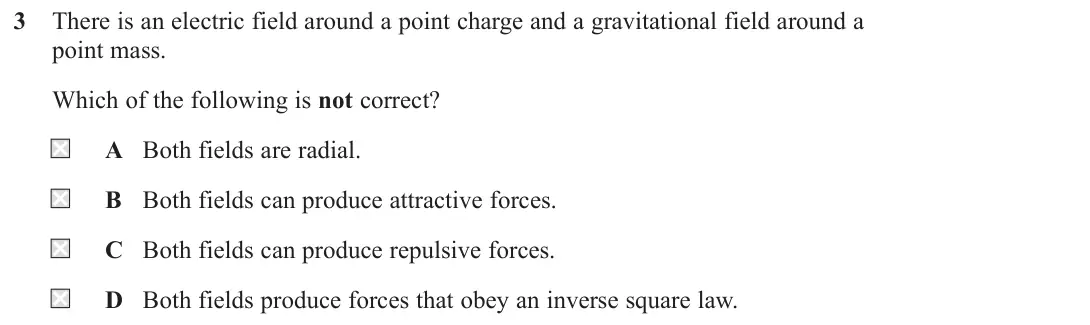 3 There is an electric field around a point charge and a gravitational field around a
point mass.
Which of the following is not correct?
A Both fields are radial.
B Both fields can produce attractive forces.
C Both fields can produce repulsive forces.
D Both fields produce forces that obey an inverse square law.